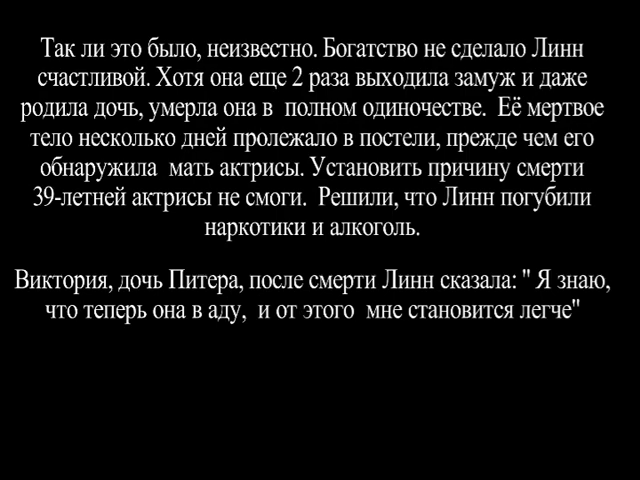 Так ли это было, неизвестно. Богатство не сделало Линн
счастливой. Хотя она еще 2 раза выходила замуж и даже
родила дочь, умерла она в полном одиночестве. Её мертвое
тело несколько дней пролежало в постели, прежде чем его
обнаружила мать актрисы. Установить причину смерти
39-летней актрисы не смоги. Решили, что Линн погубили
наркотики и алкоголь.
Виктория, дочь Питера, после смерти Линн сказала: " Я знаю,
что теперь она в аду, и от этого мне становится легче"